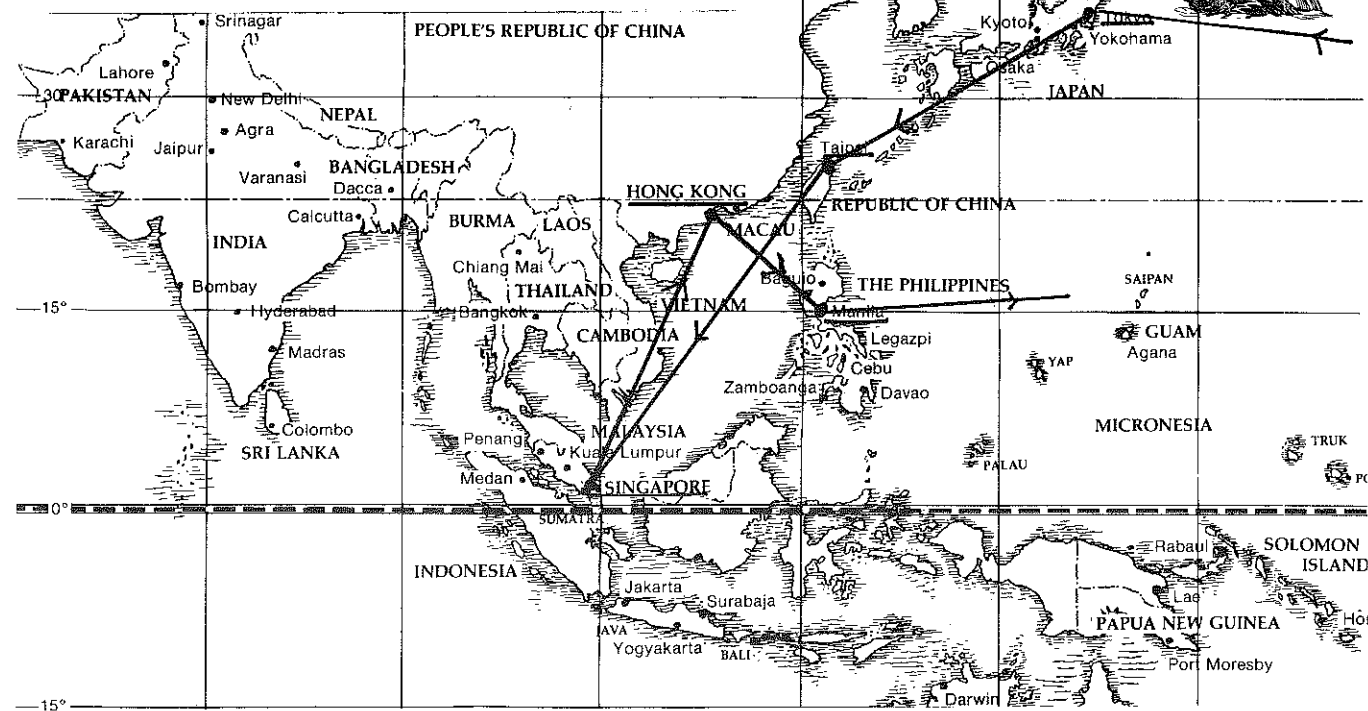 Srinagar
PEOPLE'S REPUBLIC OF CHINA
Kyoto
Tokyo
Yokohama
Lahore
Osaka
30°
PAKISTAN
New Delhi
JAPAN
NEPAL
Agra
Karachi
Jaipur
Taipei
BANGLADESH
Varanasi
Dacca
HONG KONG
Calcutta
BURMA
LAOS
REPUBLIC OF CHINA
MACAU
INDIA
Chiang Mai
Baguio
THE PHILIPPINES
SAIPAN
Bombay
THAILAND
VIETNAM
15°
Hyderabad
Bangkok
Manila
CAMBODIA
GUAM
Legazpi
Agana
Madras
Cebu
YAP
Zamboanga
Davao
Colombo
MALAYSIA
MICRONESIA
SRI LANKA
Penang
Kuala Lumpur
TRUK
PALAU
Medan
SINGAPORE
0°
SUMATRA
Rabaul
SOLOMON
ISLAND
INDONESIA
Jakarta
Lae
Surabaja
JAVA
PAPUA NEW GUINEA
Yogyakarta
BALI
Port Moresby
Darwin
15°